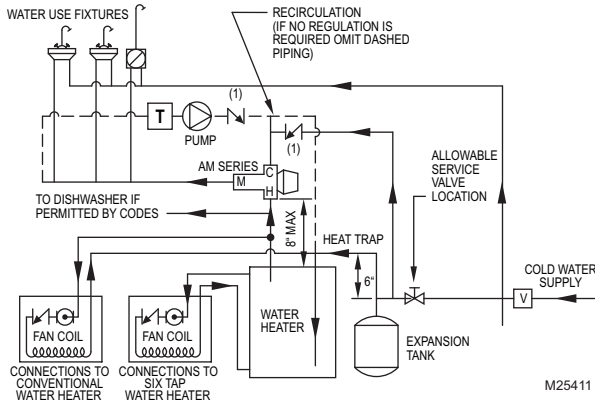 WATER USE FIXTURES
RECIRCULATION
(IF NO REGULATION IS
REQUIRED OMIT DASHED
PIPING)
(1)
T
PUMP
(1)
AM SERIES
C
M
H
ALLOWABLE
SERVICE
VALVE
LOCATION
TO DISHWASHER IF
PERMITTED BY CODES
8" MAX
HEAT TRAP
6"
COLD WATER
SUPPLY
V
WATER
HEATER
FAN COIL
FAN COIL
EXPANSION
TANK
CONNECTIONS TO
CONVENTIONAL
WATER HEATER
CONNECTIONS TO
SIX TAP
WATER HEATER
M25411